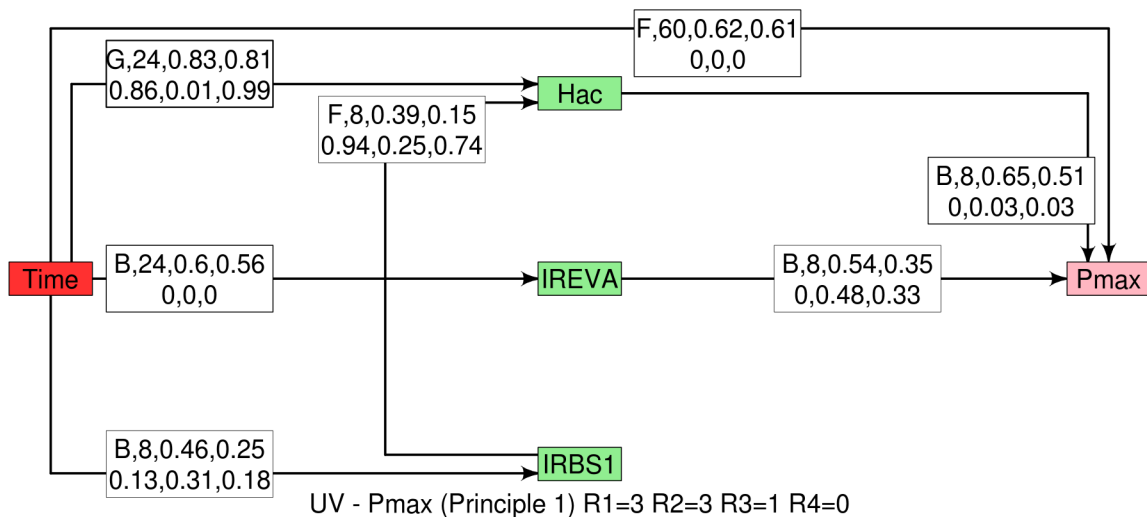 F,60,0.62,0.61
0,0,0
G,24,0.83,0.81
0.86,0.01,0.99
Hac
F,8,0.39,0.15
0.94,0.25,0.74
B,8,0.65,0.51
0,0.03,0.03
Time
B,24,0.6,0.56
0,0,0
IREVA
B,8,0.54,0.35
0,0.48,0.33
Pmax
B,8,0.46,0.25
0.13,0.31,0.18
IRBS1
UV - Pmax (Principle 1) R1=3 R2=3 R3=1 R4=0